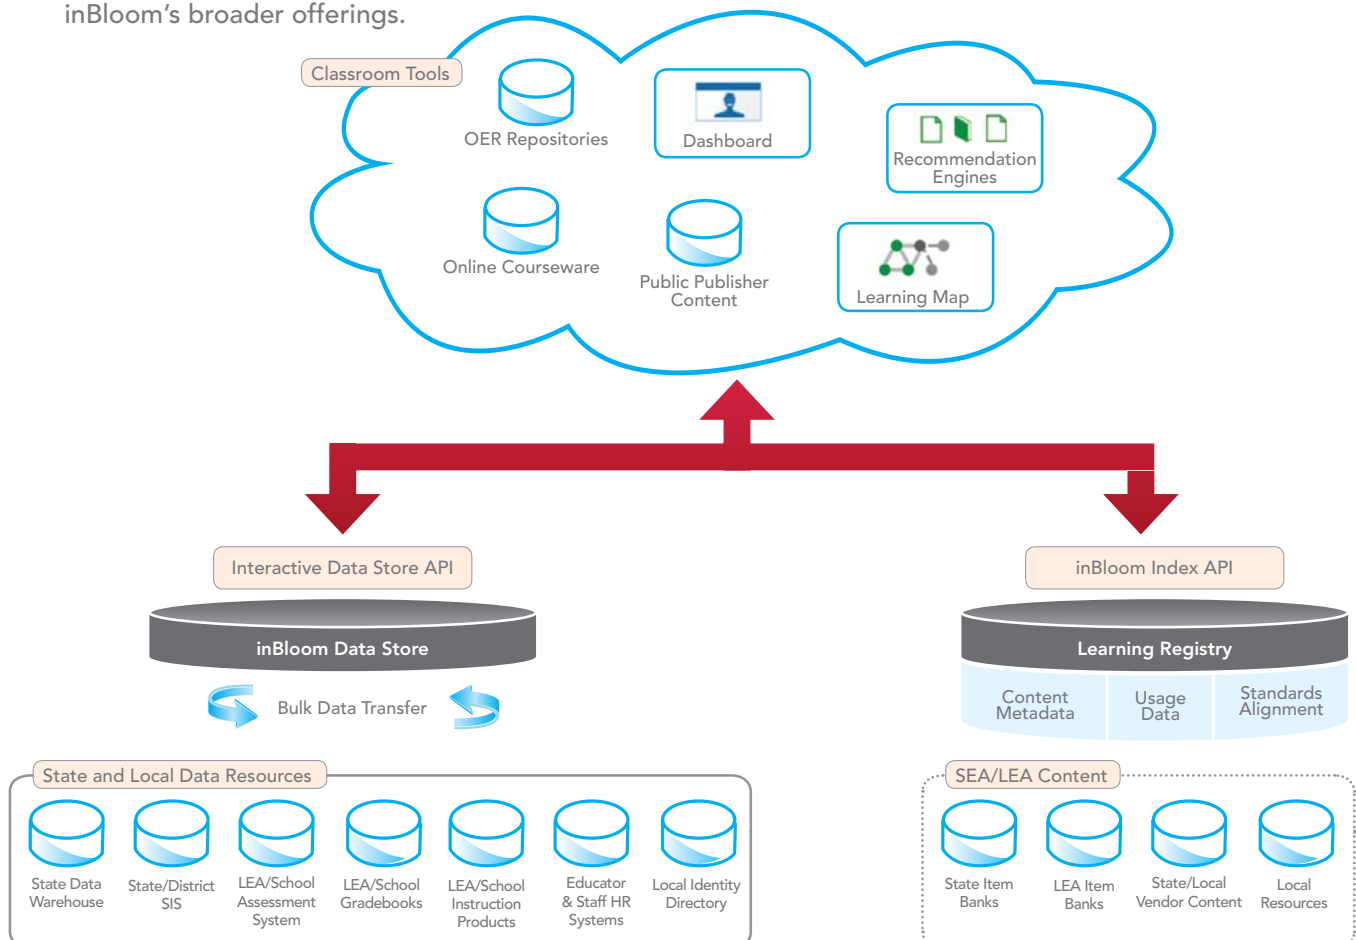 inBloom’s broader offerings.
Classroom Tools
OER Repositories
Dashboard
Recommendation
Engines
Online Courseware
Public Publisher
Content
Learning Map
Interactive Data Store API
inBloom Data Store
Bulk Data Transfer
inBloom Index API
Learning Registry
Content
Metadata
Usage
Data
Standards
Alignment
State and Local Data Resources
State Data
Warehouse
State/District
SIS
LEA/School
Assessment
System
LEA/School
Gradebooks
LEA/School
Instruction
Products
Educator
& Staff HR
Systems
Local Identity
Directory
SEA/LEA Content
State Item
Banks
LEA Item
Banks
State/Local
Vendor Content
Local
Resources